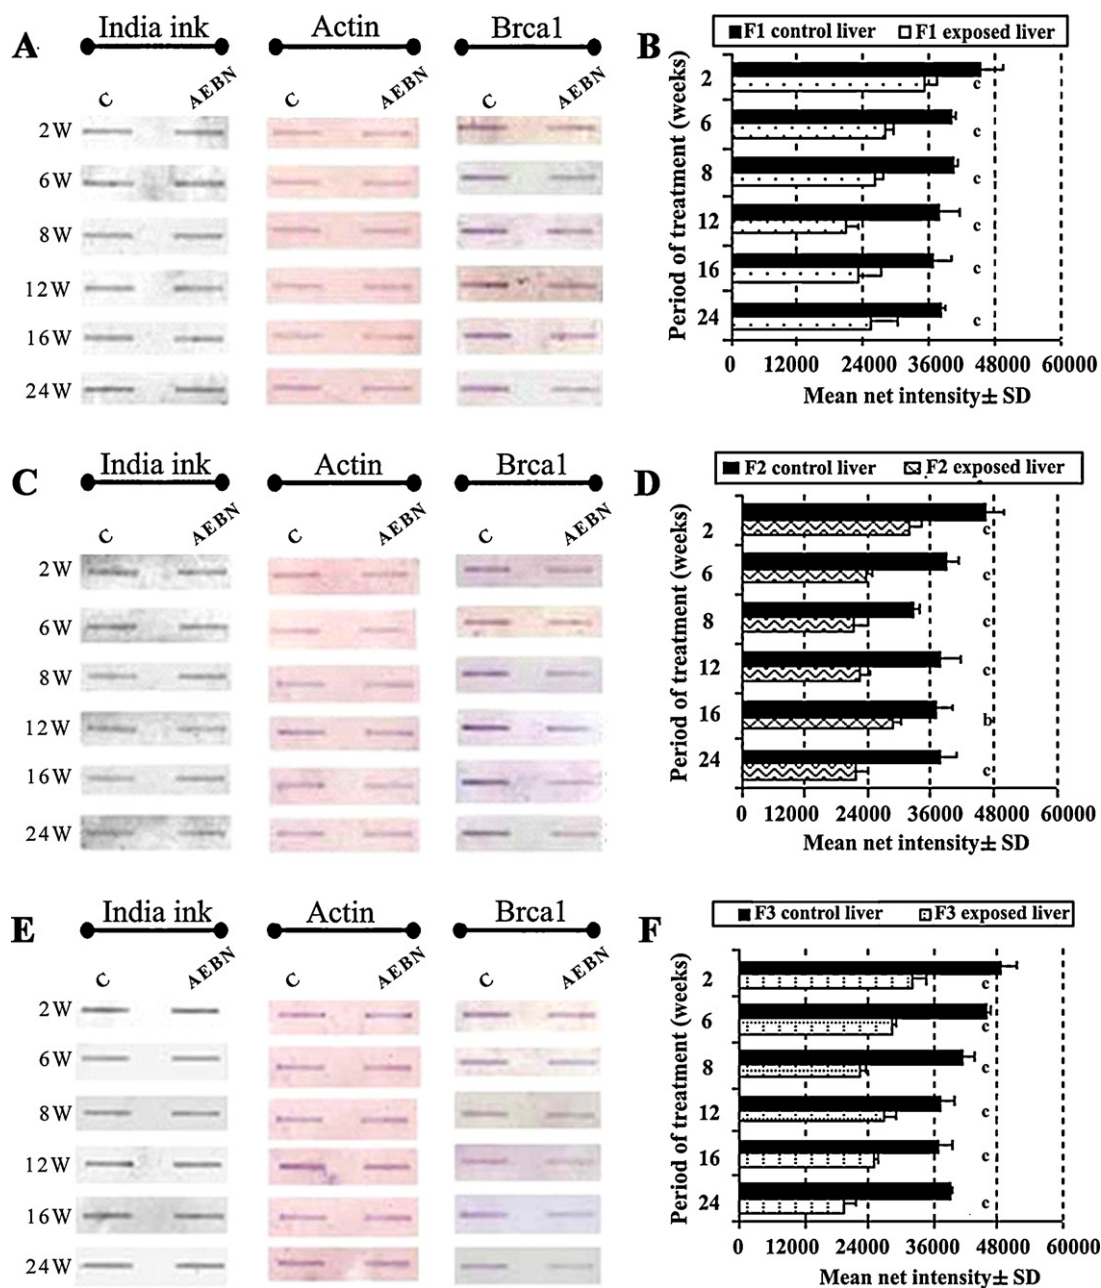 A
India ink
Actin
Brca1
C AEBN C AEBN C AEBN
2W
6W
8W
12W
16W
24W
B
F1 control liver F1 exposed liver
Period of treatment (weeks)
2 c
6 c
8 c
12 c
16 c
24 c
0 12000 24000 36000 48000 60000
Mean net intensity± SD
C
India ink
Actin
Brca1
C AEBN C AEBN C AEBN
2W
6W
8W
12W
16W
24W
D
F2 control liver F2 exposed liver
Period of treatment (weeks)
2 c
6 c
8 c
12 c
16 b
24 c
0 12000 24000 36000 48000 60000
Mean net intensity± SD
E
India ink
Actin
Brca1
C AEBN C AEBN C AEBN
2W
6W
8W
12W
16W
24W
F
F3 control liver F3 exposed liver
Period of treatment (weeks)
2 c
6 c
8 c
12 c
16 c
24 c
0 12000 24000 36000 48000 60000
Mean net intensity± SD